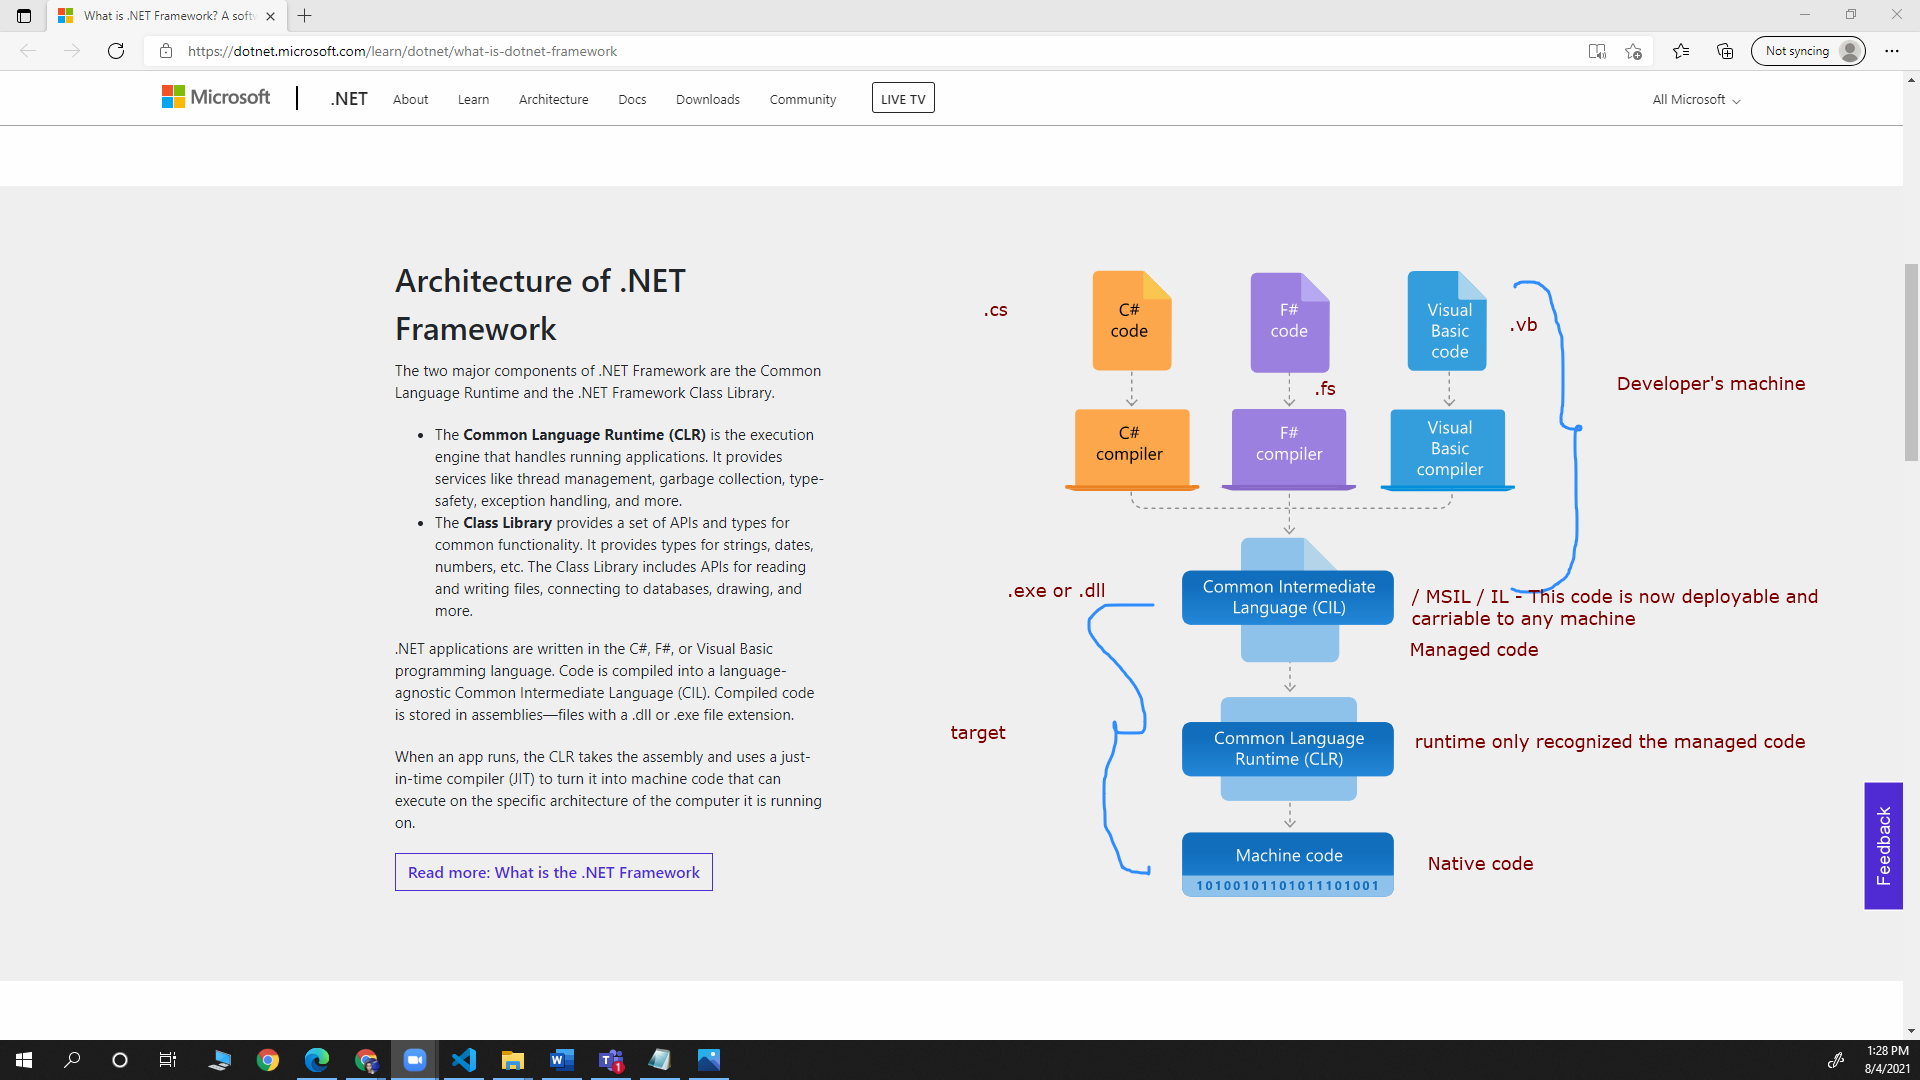 What is .NET Framework? A softw
https://dotnet.microsoft.com/learn/dotnet/what-is-dotnet-framework
Not syncing
Microsoft
.NET
About
Learn
Architecture
Docs
Downloads
Community
LIVE TV
All Microsoft
Architecture of .NET
Framework
The two major components of .NET Framework are the Common
Language Runtime and the .NET Framework Class Library.
• The Common Language Runtime (CLR) is the execution
engine that handles running applications. It provides
services like thread management, garbage collection, type-
safety, exception handling, and more.
• The Class Library provides a set of APIs and types for
common functionality. It provides types for strings, dates,
numbers, etc. The Class Library includes APIs for reading
and writing files, connecting to databases, drawing, and
more.
.NET applications are written in the C#, F#, or Visual Basic
programming language. Code is compiled into a language-
agnostic Common Intermediate Language (CIL). Compiled code
is stored in assemblies—files with a .dll or .exe file extension.
When an app runs, the CLR takes the assembly and uses a just-
in-time compiler (JIT) to turn it into machine code that can
execute on the specific architecture of the computer it is running
on.
Read more: What is the .NET Framework
.cs
C#
code
F#
code
Visual
Basic
code
.vb
.fs
Developer's machine
C#
compiler
F#
compiler
Visual
Basic
compiler
.exe or .dll
Common Intermediate
Language (CIL)
/ MSIL / IL - This code is now deployable and
carriable to any machine
Managed code
target
Common Language
Runtime (CLR)
runtime only recognized the managed code
Machine code
10100101101011101001
Native code
Feedback
1
1:28 PM
8/4/2021